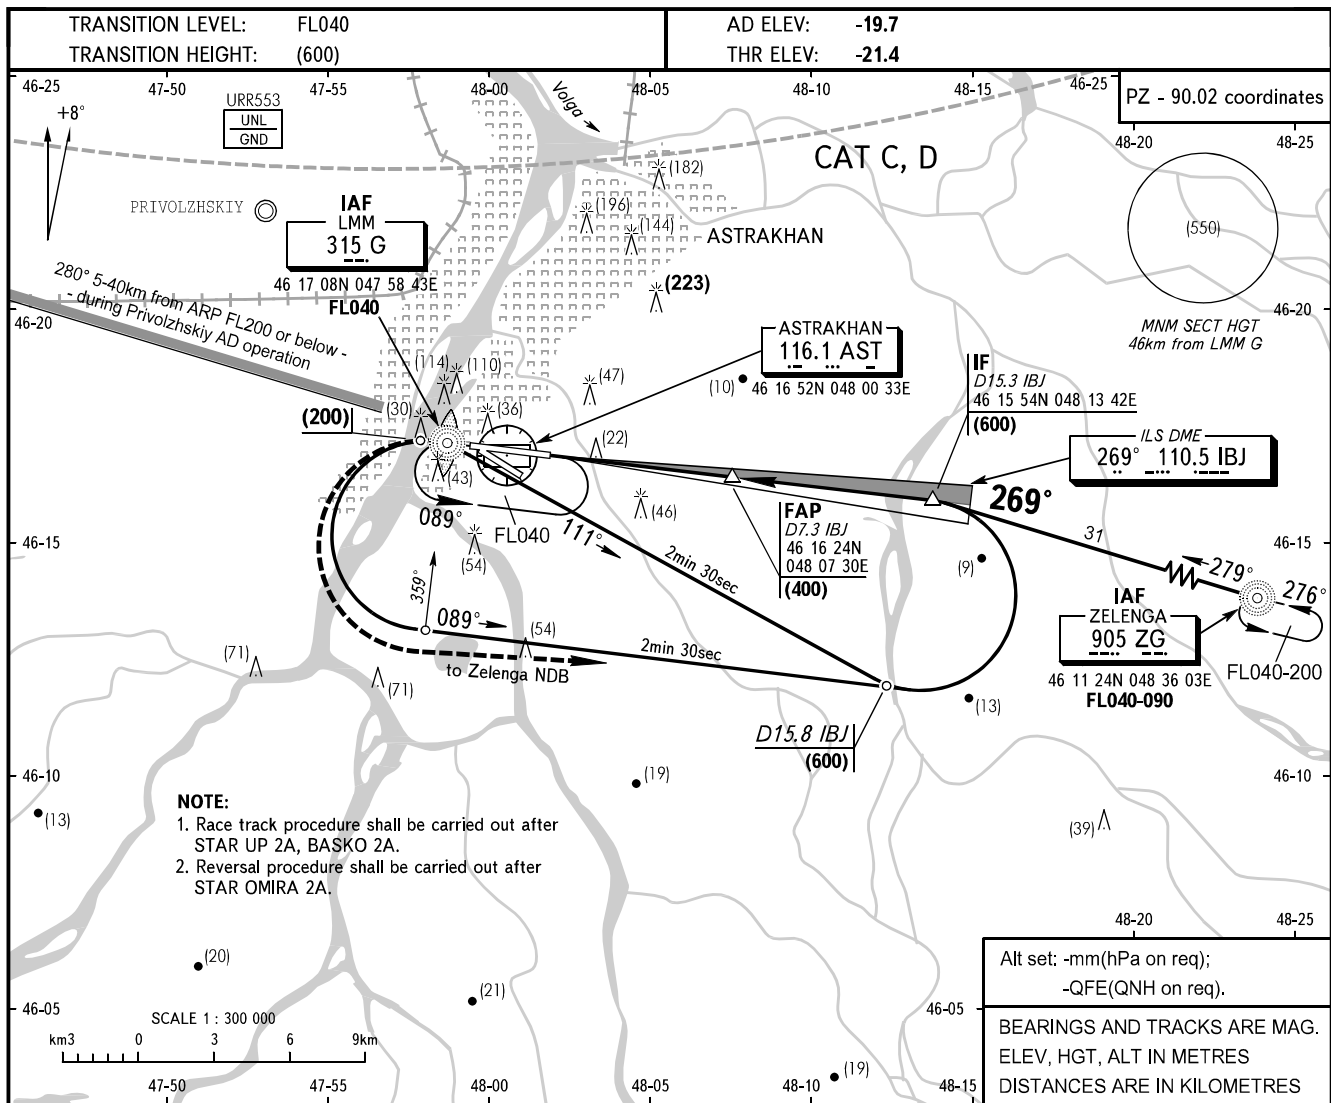 TRANSITION LEVEL: FL040
TRANSITION HEIGHT: (600)
AD ELEV: -19.7
THR ELEV: -21.4
46-25 47-50 47-55 48-00 48-05 48-10 48-15 46-25
PZ - 90.02 coordinates
48-20 48-25
+8°
URR553
UNL
GND
Volga
CAT C, D
(182)
(196)
(144)
ASTRAKHAN
(223)
(550)
MNM SECT HGT
46km from LMM G
PRIVOLZHSKIY
IAF
LMM
315 G
46 17 08N 047 58 43E
FL040
280° 5-40km from ARP FL200 or below -
- during Privolzhskiy AD operation
46-20
46-20
ASTRAKHAN
116.1 AST
46 16 52N 048 00 33E
IF
D15.3 IBJ
46 15 54N 048 13 42E
(600)
ILS DME
269° 110.5 IBJ
(114)
(110)
(47)
(10)
(30)
(36)
(200)
(22)
(43)
(46)
269°
089°
FL040
111°
FAP
D7.3 IBJ
46 16 24N
048 07 30E
(400)
31
(9)
46-15
46-15
(54)
2min 30sec
279°
276°
359°
IAF
ZELENGA
905 ZG
46 11 24N 048 36 03E
FL040-090
FL040-200
089°
(54)
2min 30sec
(71)
to Zelenga NDB
(71)
(13)
D15.8 IBJ
(600)
46-10
46-10
(19)
(19)
(13)
(39)
NOTE:
1. Race track procedure shall be carried out after
STAR UP 2A, BASKO 2A.
2. Reversal procedure shall be carried out after
STAR OMIRA 2A.
48-20 48-25
(20)
(21)
Alt set: -mm(hPa on req);
-QFE(QNH on req).
46-05
46-05
SCALE 1 : 300 000
km3 0 3 6 9km
BEARINGS AND TRACKS ARE MAG.
ELEV, HGT, ALT IN METRES
DISTANCES ARE IN KILOMETRES
(19)
47-50 47-55 48-00 48-05 48-10 48-15